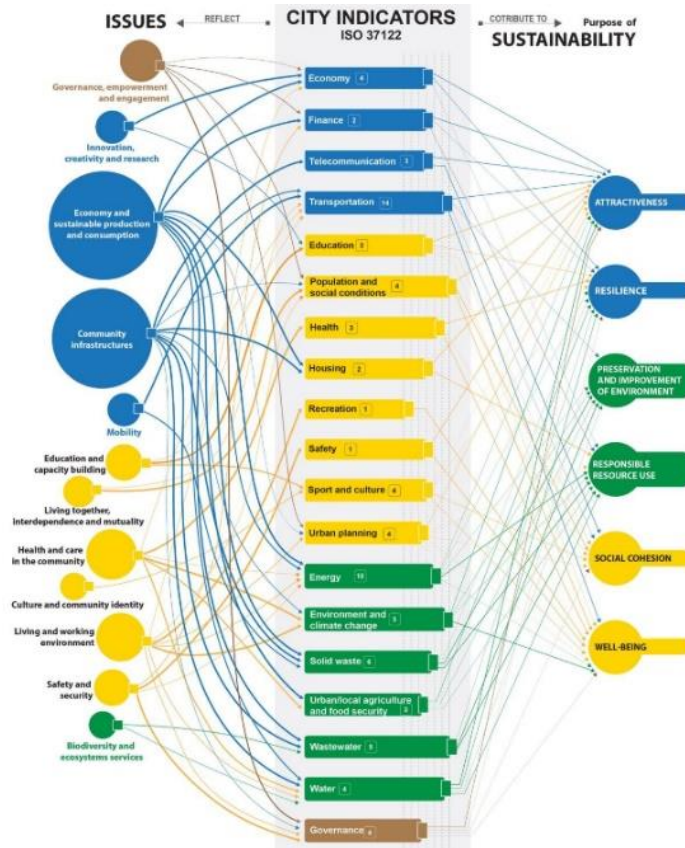 ISSUES
REFLECT
CITY INDICATORS
ISO 37122
COTRIBUTE TO
Purpose of
SUSTAINABILITY
Governance, empowerment
and engagement
Innovation,
creativity and research
Economy and
sustainable production
and consumption
Community
infrastructures
Mobility
Education and
capacity building
Living together,
interdependence and mutuality
Health and care
in the community
Culture and community identity
Living and working
environment
Safety and
security
Biodiversity and
ecosystems services
Economy 4
Finance 2
Telecommunication 3
Transportation 14
Education
Population and
social conditions 4
Health 3
Housing 2
Recreation 1
Safety 1
Sport and culture 4
Urban planning 4
Energy
Environment and
climate change 3
Solid waste 6
Urban/local agriculture
and food security 3
Wastewater
Water 4
Governance
ATTRACTIVENESS
RESILIENCE
PRESERVATION
AND IMPROVEMENT
OF ENVIRONMENT
RESPONSIBLE
RESOURCE USE
SOCIAL COHESION
WELL-BEING